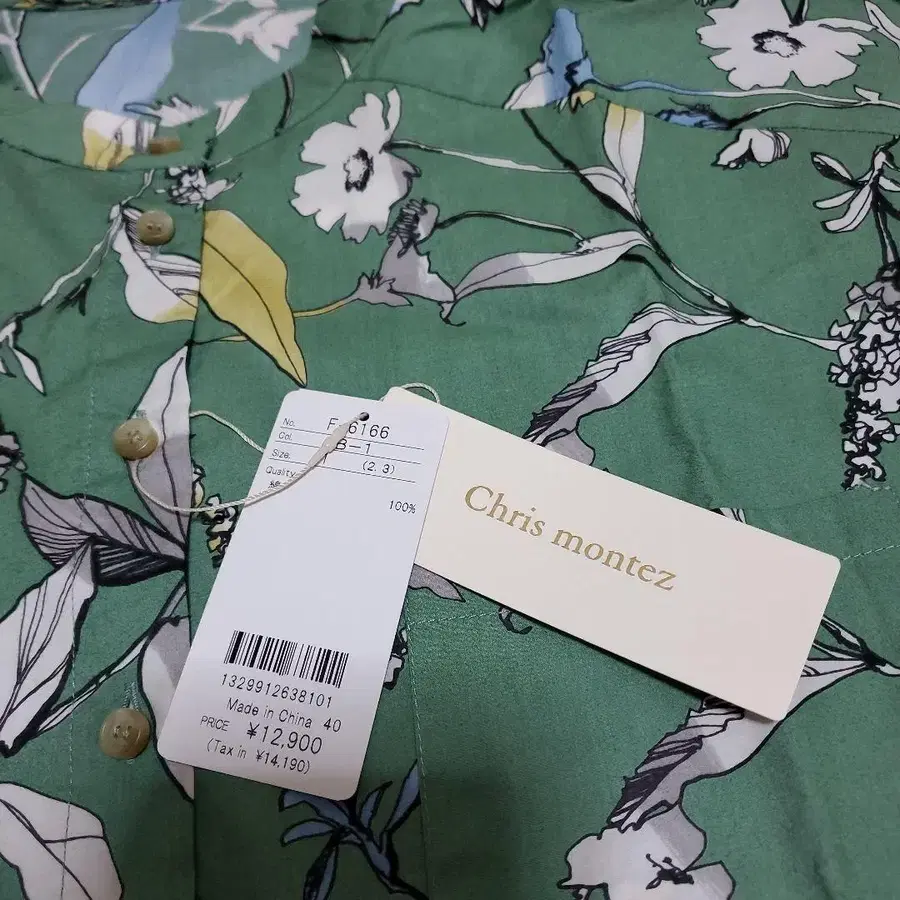 No. F-6166
Col. B-1
Size. (2.3)
Quality.
綿
100%
1329912638101
Made in China 40
PRICE ¥12,900
(Tax in ¥14,190)
Chris montez